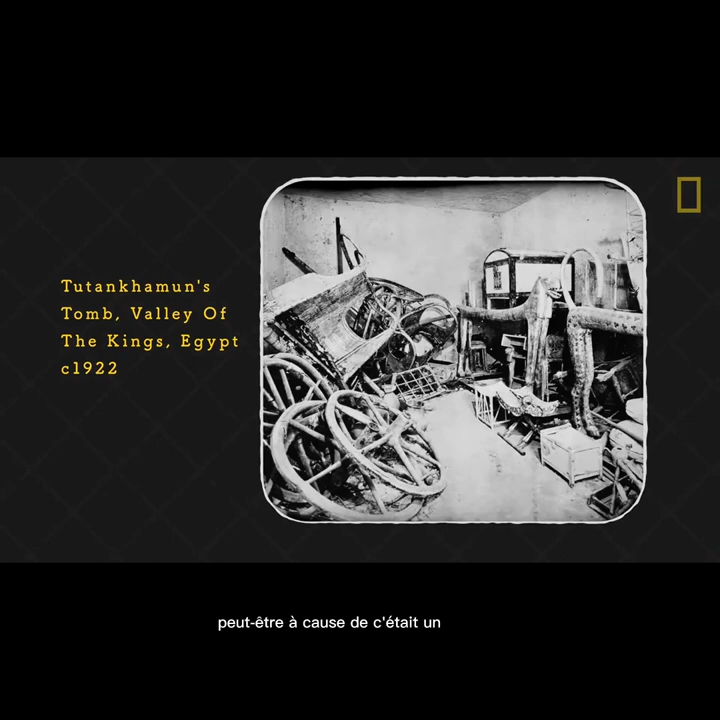 Tutankhamun's
Tomb, Valley Of
The Kings, Egypt
c1922
peut-être à cause de c'était un